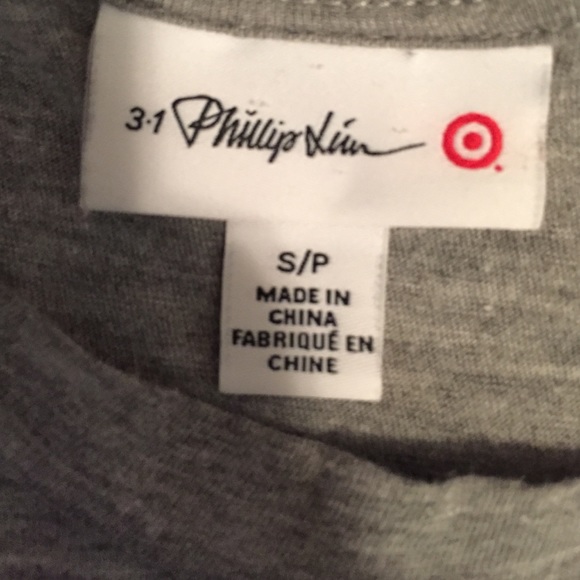 3.1 Phillip Lim
S/P
MADE IN
CHINA
FABRIQUÉ EN
CHINE